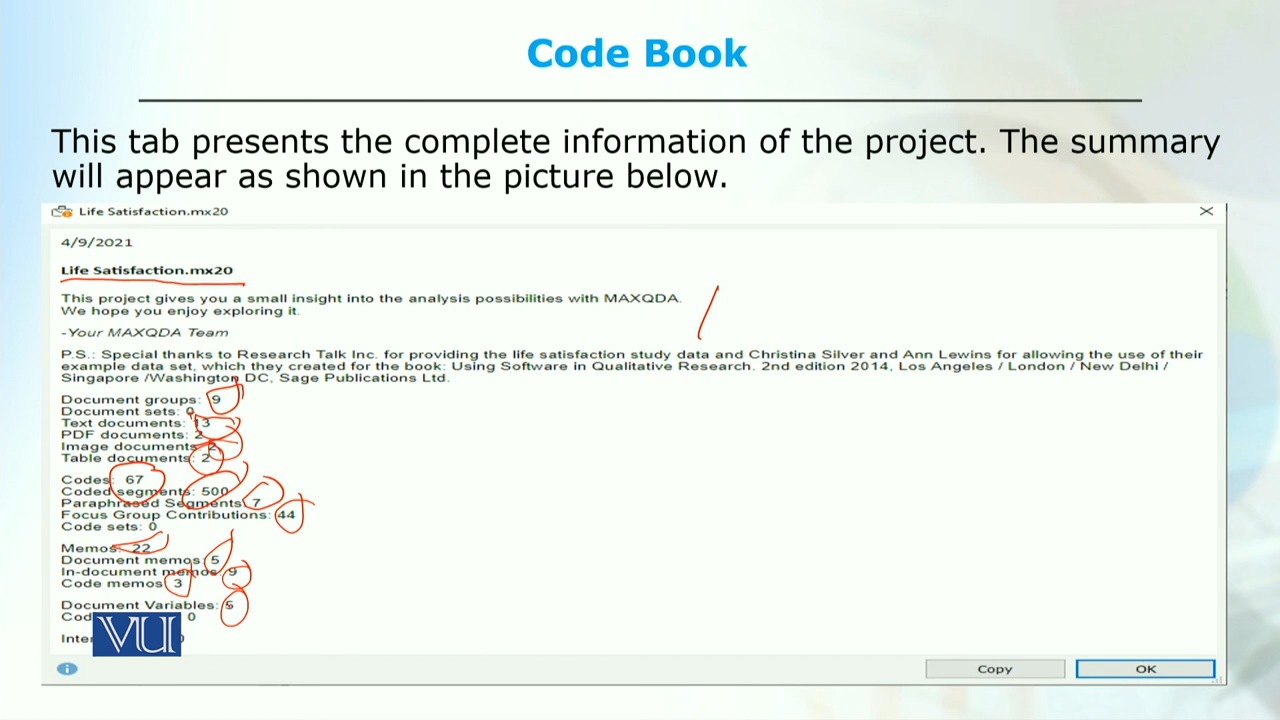 Code Book
This tab presents the complete information of the project. The summary
will appear as shown in the picture below.
Life Satisfaction.mx20
4/9/2021
Life Satisfaction.mx20
This project gives you a small insight into the analysis possibilities with MAXQDA.
We hope you enjoy exploring it.
-Your MAXQDA Team
P.S.: Special thanks to Research Talk Inc. for providing the life satisfaction study data and Christina Silver and Ann Lewins for allowing the use of their
example data set, which they created for the book: Using Software in Qualitative Research. 2nd edition 2014, Los Angeles / London / New Delhi /
Singapore /Washington DC, Sage Publications Ltd.
Document groups: 9
Document sets: 0
Text documents: 13
PDF documents: 2
Image documents: 2
Table documents: 2
Codes: 67
Coded segments: 500
Paraphrased Segments: 7
Focus Group Contributions: 44
Code sets: 0
Memos: 22
Document memos: 5
In-document memos: 9
Code memos: 3
Document Variables: 5
0
VU
Copy
OK